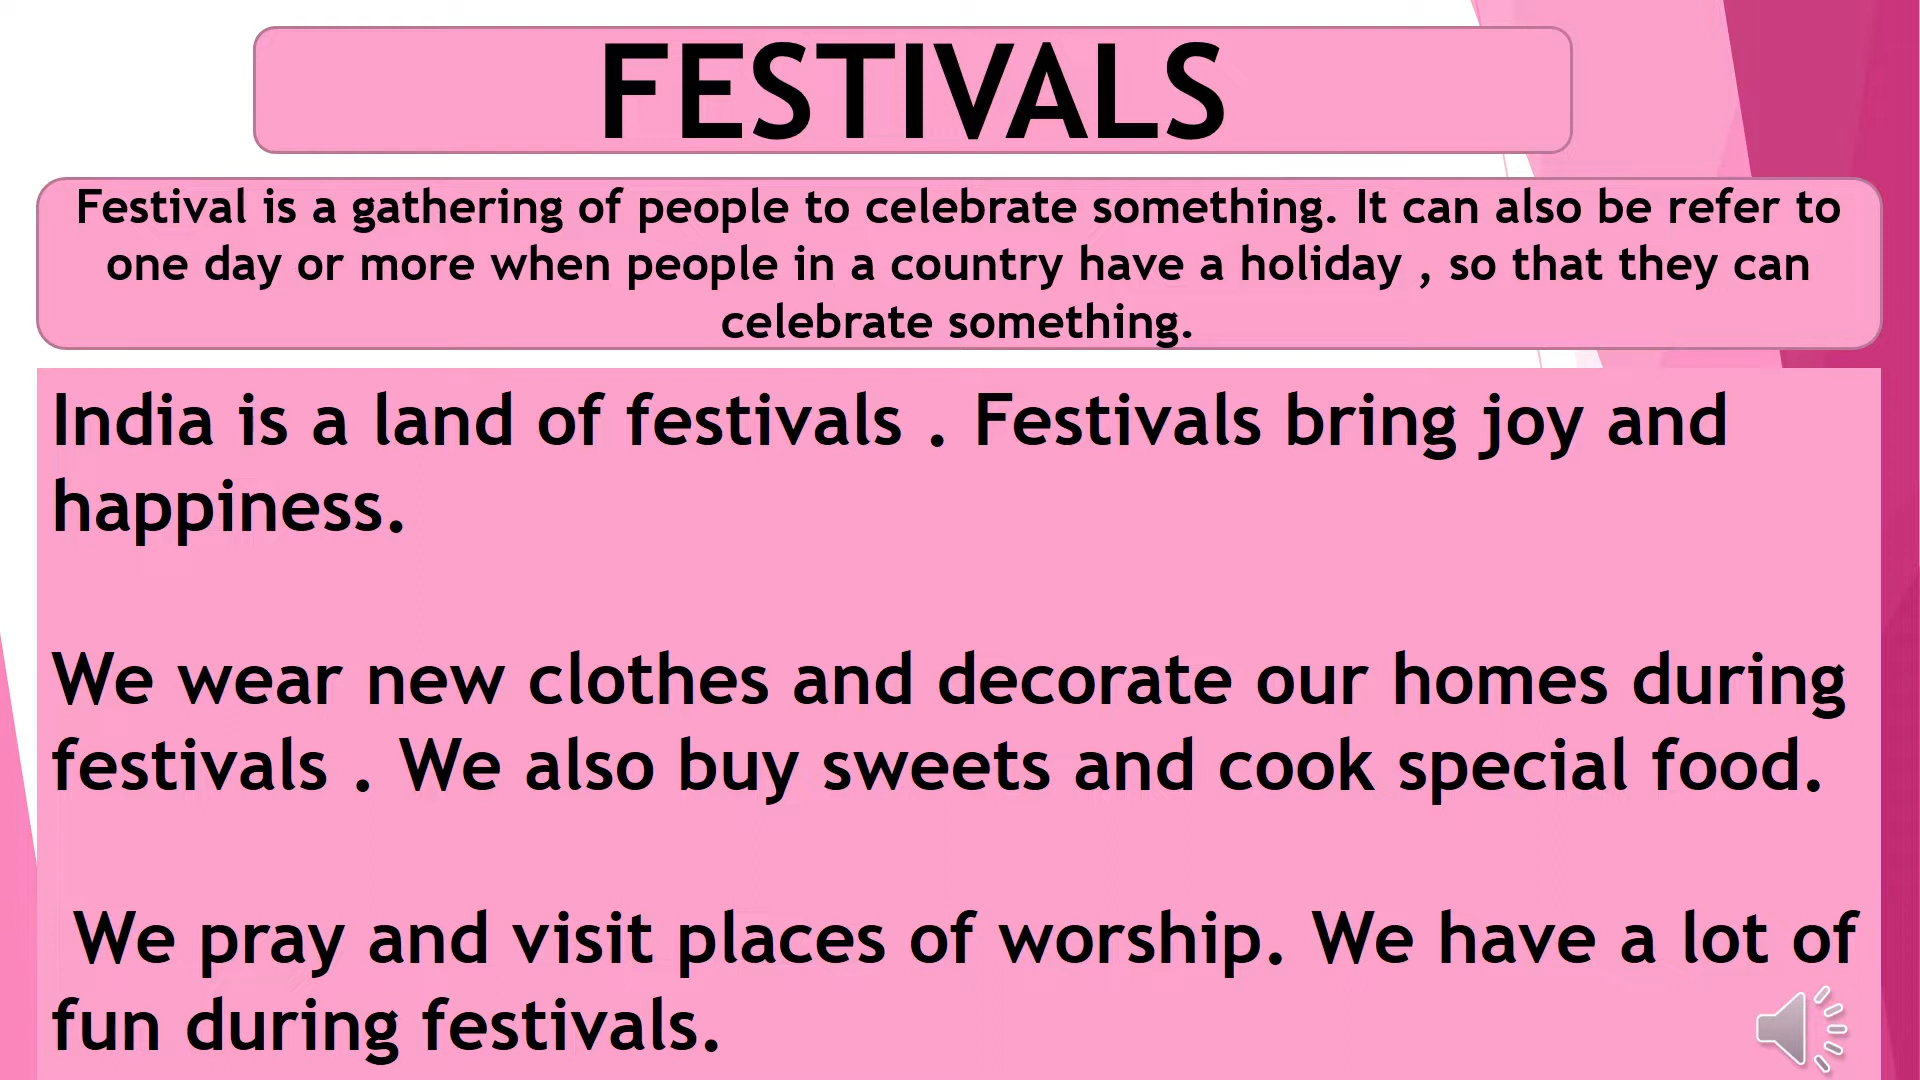 FESTIVALS
Festival is a gathering of people to celebrate something. It can also be refer to
one day or more when people in a country have a holiday , so that they can
celebrate something.
India is a land of festivals . Festivals bring joy and
happiness.
We wear new clothes and decorate our homes during
festivals . We also buy sweets and cook special food.
We pray and visit places of worship. We have a lot of
fun during festivals.